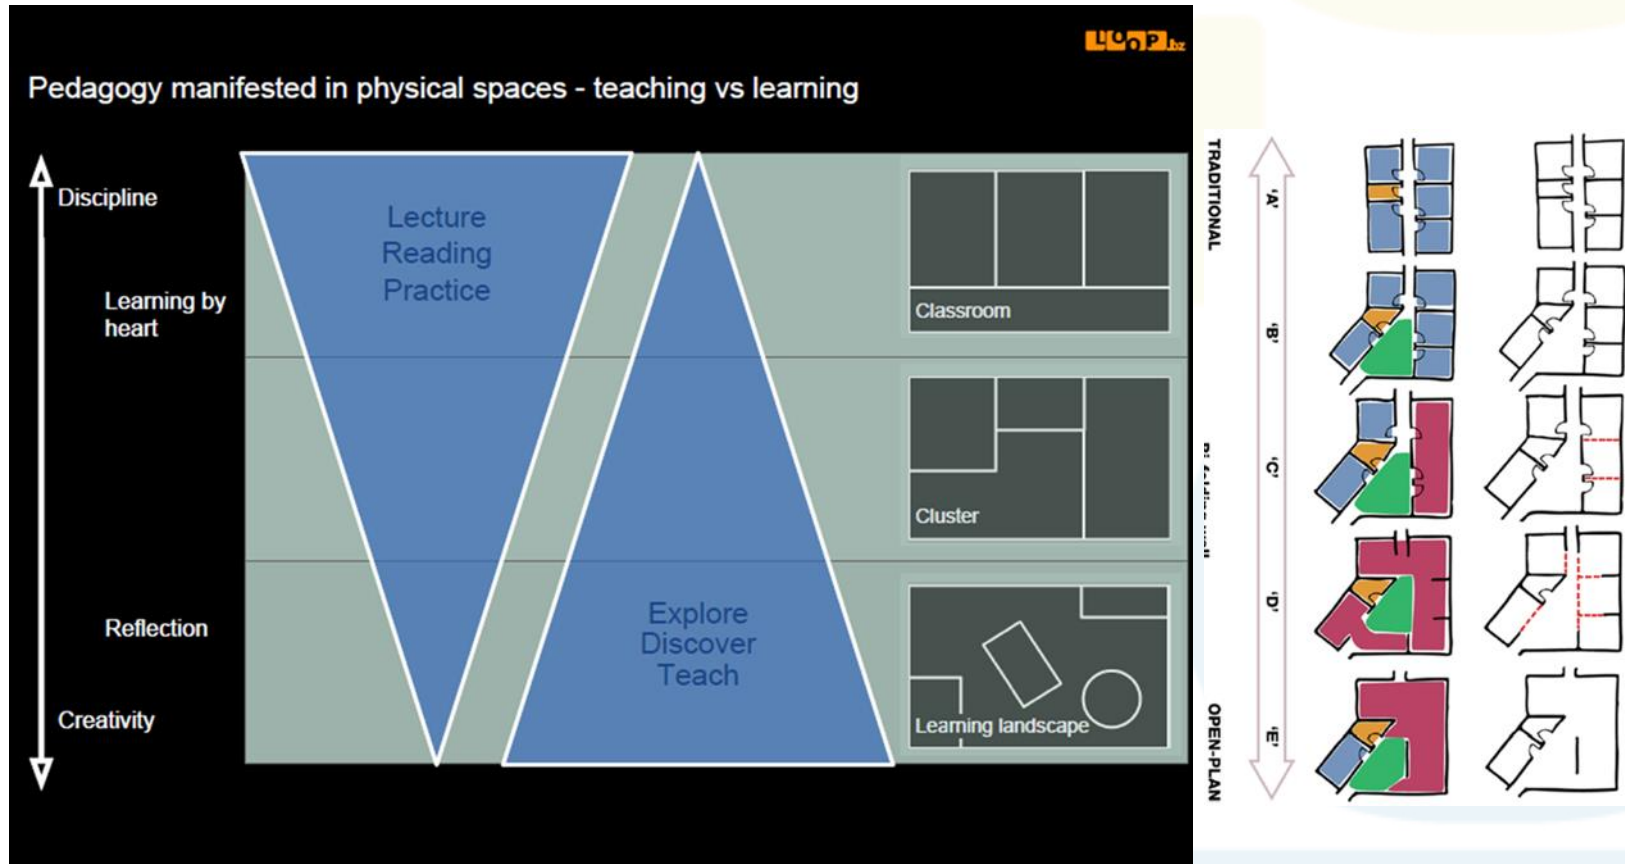 LOOP.bz
Pedagogy manifested in physical spaces - teaching vs learning
Discipline
Learning by
heart
Reflection
Creativity
Lecture
Reading
Practice
Explore
Discover
Teach
Classroom
Cluster
Learning landscape
TRADITIONAL
OPEN-PLAN
'A'
'B'
'C'
'D'
'E'